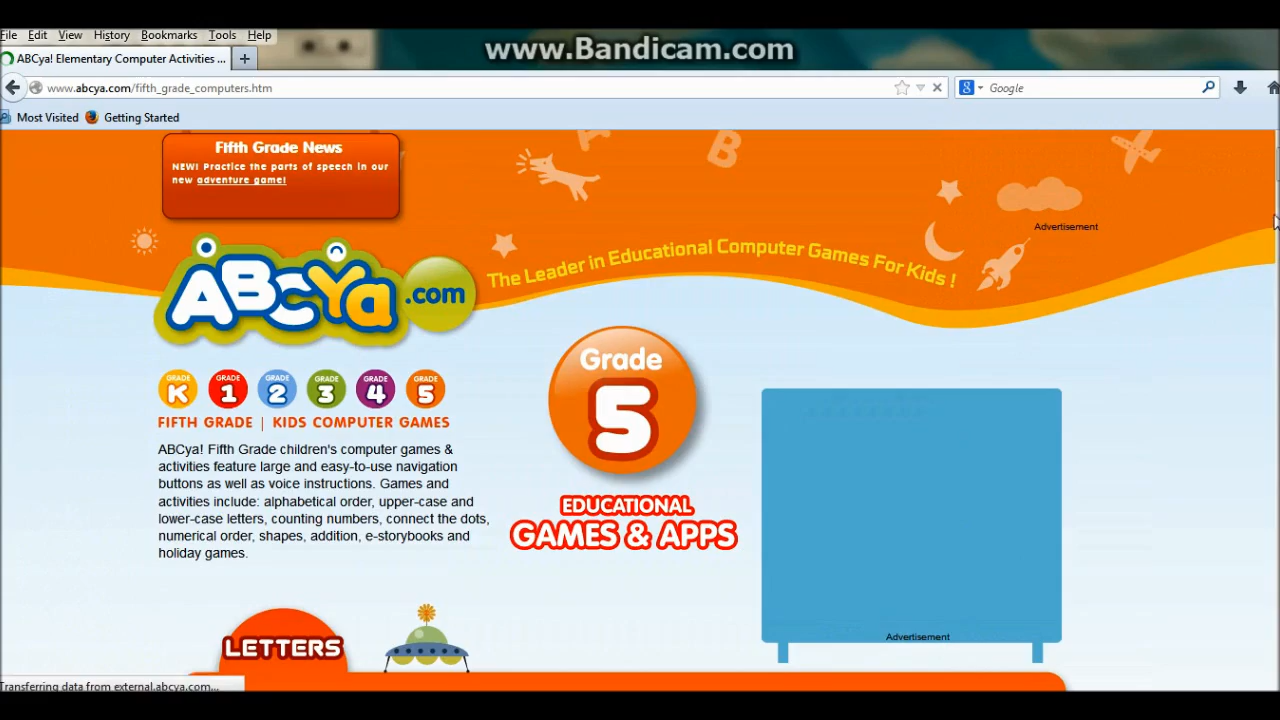 www.Bandicam.com
File Edit View History Bookmarks Tools Help
ABCya! Elementary Computer Activities ... +
www.abcya.com/fifth_grade_computers.htm
Google
Most Visited Getting Started
Fifth Grade News
NEW! Practice the parts of speech in our
new adventure game!
B
Advertisement
The Leader in Educational Computer Games For Kids !
ABCYa.com
GRADE K GRADE 1 GRADE 2 GRADE 3 GRADE 4 GRADE 5
FIFTH GRADE | KIDS COMPUTER GAMES
ABCya! Fifth Grade children's computer games &
activities feature large and easy-to-use navigation
buttons as well as voice instructions. Games and
activities include: alphabetical order, upper-case and
lower-case letters, counting numbers, connect the dots,
numerical order, shapes, addition, e-storybooks and
holiday games.
Grade
5
EDUCATIONAL
GAMES & APPS
Advertisement
LETTERS
Transferring data from external.abcya.com...